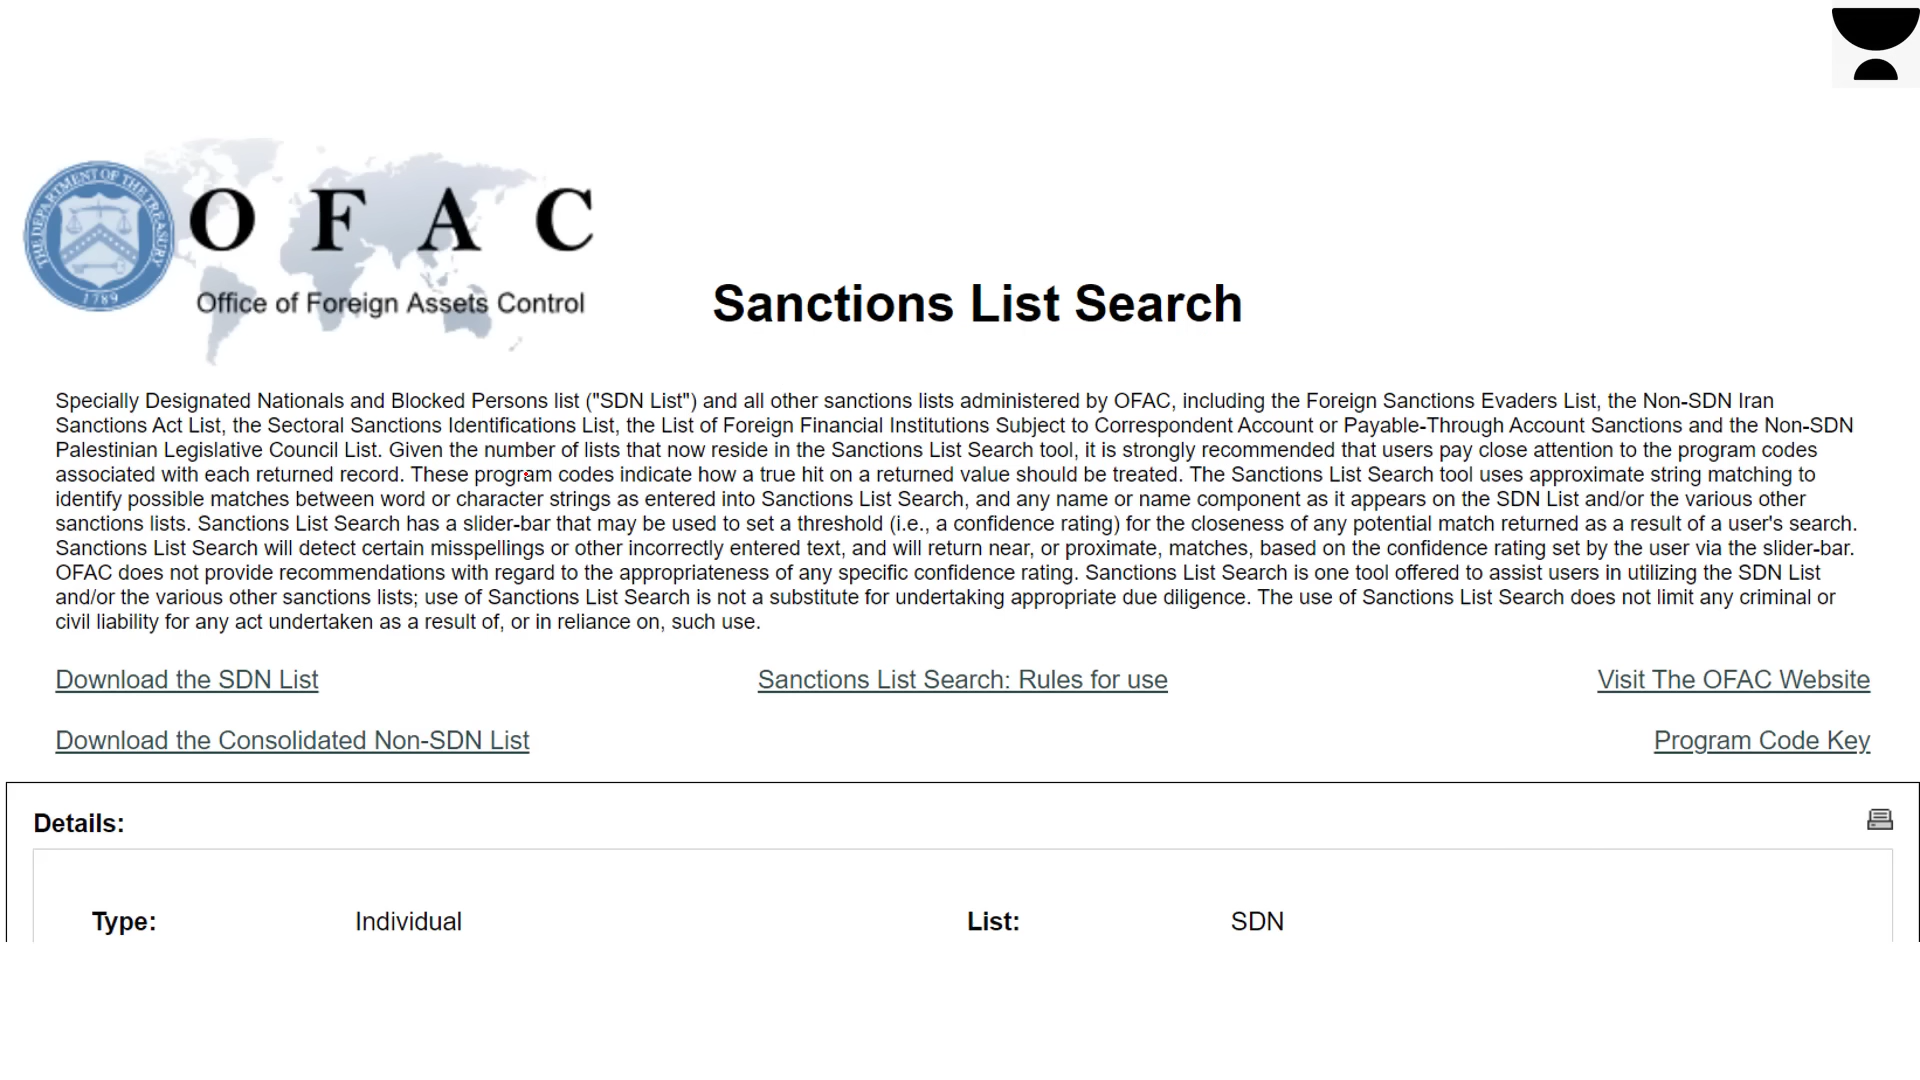 THE DEPARTMENT OF THE TREASURY
1789
O F A C
Office of Foreign Assets Control
Sanctions List Search
Specially Designated Nationals and Blocked Persons list ("SDN List") and all other sanctions lists administered by OFAC, including the Foreign Sanctions Evaders List, the Non-SDN Iran
Sanctions Act List, the Sectoral Sanctions Identifications List, the List of Foreign Financial Institutions Subject to Correspondent Account or Payable-Through Account Sanctions and the Non-SDN
Palestinian Legislative Council List. Given the number of lists that now reside in the Sanctions List Search tool, it is strongly recommended that users pay close attention to the program codes
associated with each returned record. These program codes indicate how a true hit on a returned value should be treated. The Sanctions List Search tool uses approximate string matching to
identify possible matches between word or character strings as entered into Sanctions List Search, and any name or name component as it appears on the SDN List and/or the various other
sanctions lists. Sanctions List Search has a slider-bar that may be used to set a threshold (i.e., a confidence rating) for the closeness of any potential match returned as a result of a user's search.
Sanctions List Search will detect certain misspellings or other incorrectly entered text, and will return near, or proximate, matches, based on the confidence rating set by the user via the slider-bar.
OFAC does not provide recommendations with regard to the appropriateness of any specific confidence rating. Sanctions List Search is one tool offered to assist users in utilizing the SDN List
and/or the various other sanctions lists; use of Sanctions List Search is not a substitute for undertaking appropriate due diligence. The use of Sanctions List Search does not limit any criminal or
civil liability for any act undertaken as a result of, or in reliance on, such use.
Download the SDN List
Sanctions List Search: Rules for use
Visit The OFAC Website
Download the Consolidated Non-SDN List
Program Code Key
Details:
Type: Individual List: SDN